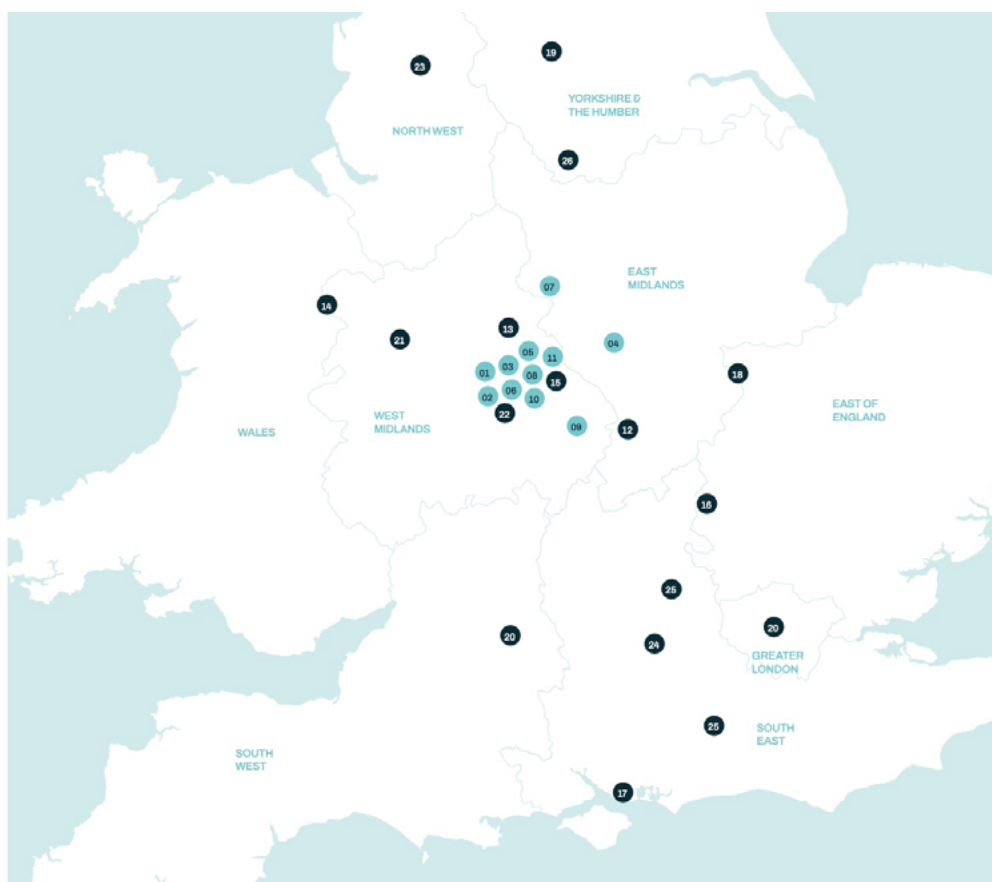 19
23
YORKSHIRE &
THE HUMBER
NORTH WEST
26
EAST
MIDLANDS
07
14
13
21
04
05
11
03
01
08
18
15
06
02
10
EAST OF
ENGLAND
22
WEST
MIDLANDS
09
12
WALES
16
25
20
20
24
GREATER
LONDON
25
SOUTH
EAST
SOUTH
WEST
17